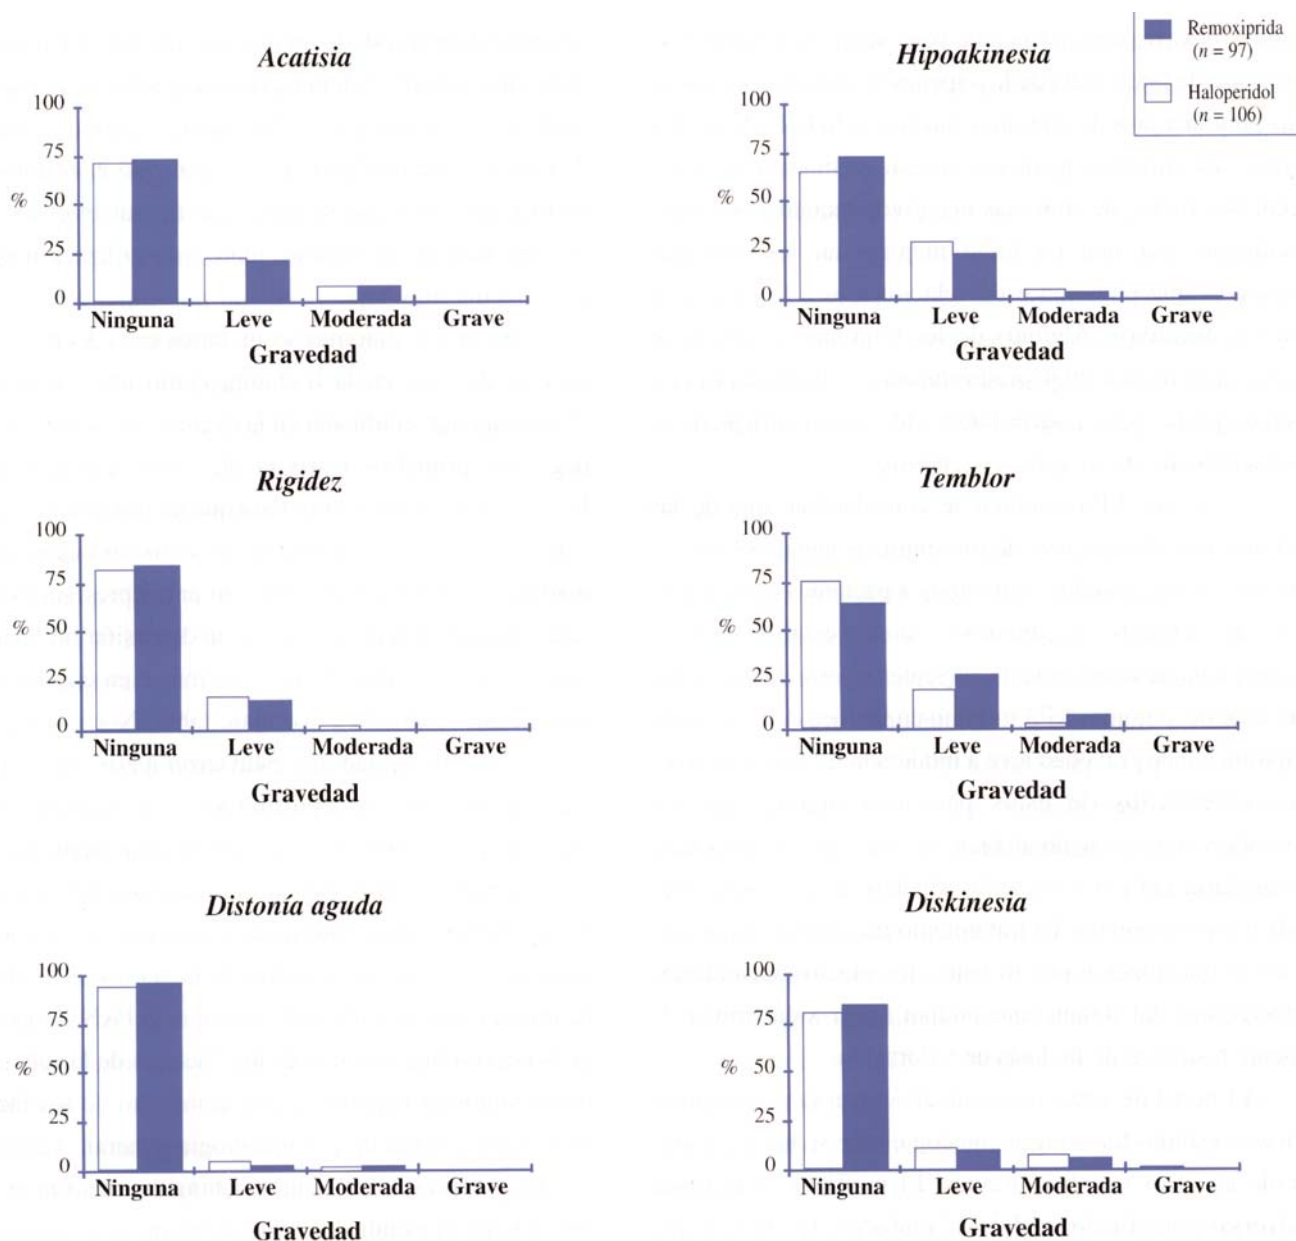 Remoxiprida
(n = 97)
Haloperidol
(n = 106)
Acatisia
100
75
50
25
0
%
Ninguna Leve Moderada Grave
Gravedad
Hipoakinesia
100
75
50
25
0
%
Ninguna Leve Moderada Grave
Gravedad
Rigidez
100
75
50
25
0
%
Ninguna Leve Moderada Grave
Gravedad
Temblor
100
75
50
25
0
%
Ninguna Leve Moderada Grave
Gravedad
Distonía aguda
100
75
50
25
0
%
Ninguna Leve Moderada Grave
Gravedad
Diskinesia
100
75
50
25
0
%
Ninguna Leve Moderada Grave
Gravedad